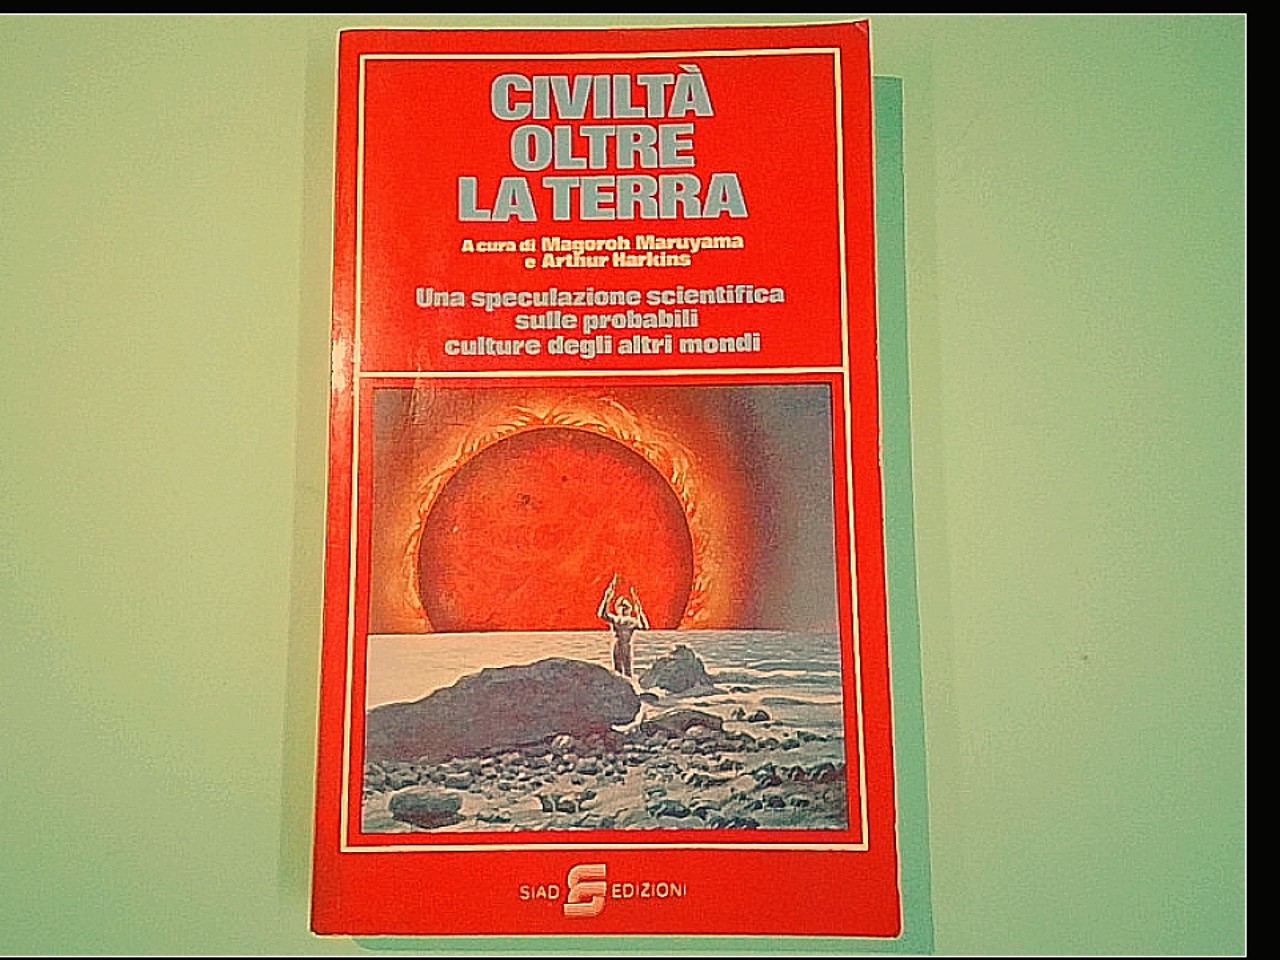 CIVILTÀ
OLTRE
LA TERRA
A cura di Magoroh Maruyama
e Arthur Harkins
Una speculazione scientifica
sulle probabili
culture degli altri mondi
SIAD EDIZIONI